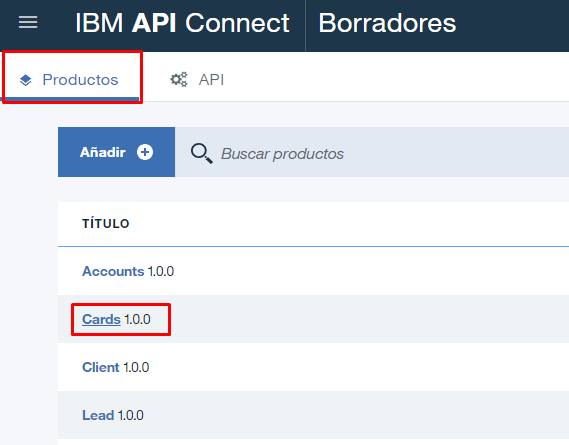 IBM API Connect Borradores
Productos API
Añadir Buscar productos
TÍTULO
Accounts 1.0.0
Cards 1.0.0
Client 1.0.0
Lead 1.0.0